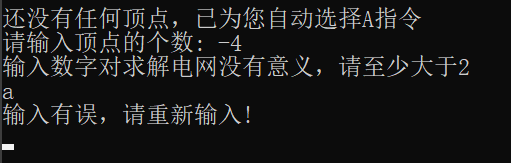 还没有任何顶点，已为您自动选择A指令
请输入顶点的个数: -4
输入数字对求解电网没有意义，请至少大于2
a
输入有误，请重新输入!